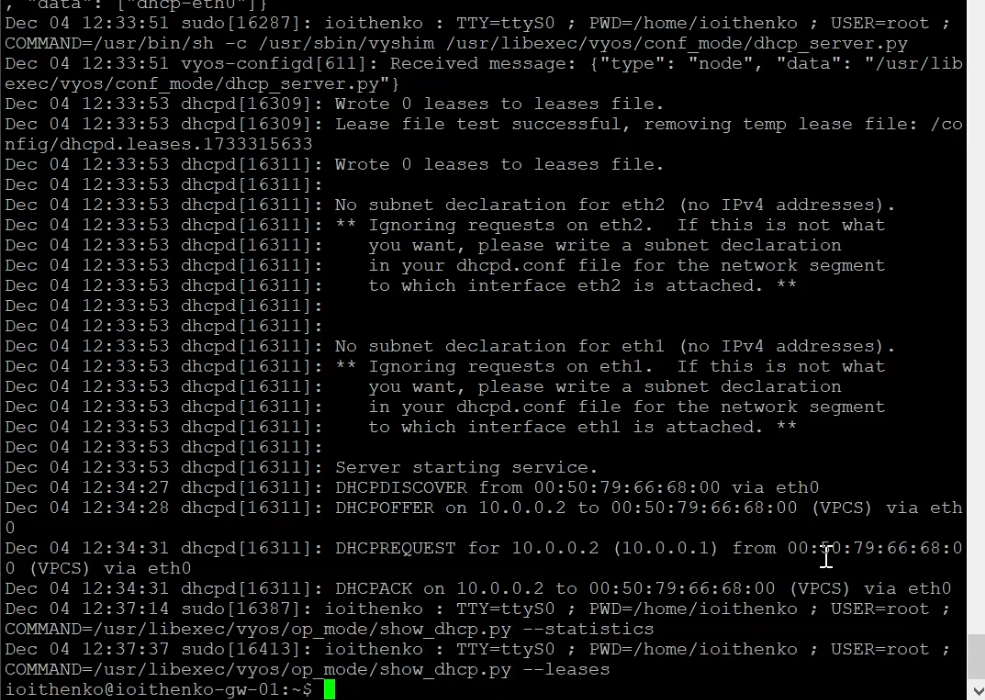 , "data": ["dhcp-eth0"]}
Dec 04 12:33:51 sudo[16287]: ioithenko : TTY=ttyS0 ; PWD=/home/ioithenko ; USER=root ;
COMMAND=/usr/bin/sh -c /usr/sbin/vyshim /usr/libexec/vyos/conf_mode/dhcp_server.py
Dec 04 12:33:51 vyos-configd[611]: Received message: {"type": "node", "data": "/usr/lib
exec/vyos/conf_mode/dhcp_server.py"}
Dec 04 12:33:53 dhcpd[16309]: Wrote 0 leases to leases file.
Dec 04 12:33:53 dhcpd[16309]: Lease file test successful, removing temp lease file: /co
nfig/dhcpd.leases.1733315633
Dec 04 12:33:53 dhcpd[16311]: Wrote 0 leases to leases file.
Dec 04 12:33:53 dhcpd[16311]:
Dec 04 12:33:53 dhcpd[16311]: No subnet declaration for eth2 (no IPv4 addresses).
Dec 04 12:33:53 dhcpd[16311]: ** Ignoring requests on eth2.  If this is not what
Dec 04 12:33:53 dhcpd[16311]:    you want, please write a subnet declaration
Dec 04 12:33:53 dhcpd[16311]:    in your dhcpd.conf file for the network segment
Dec 04 12:33:53 dhcpd[16311]:    to which interface eth2 is attached. **
Dec 04 12:33:53 dhcpd[16311]:
Dec 04 12:33:53 dhcpd[16311]:
Dec 04 12:33:53 dhcpd[16311]: No subnet declaration for eth1 (no IPv4 addresses).
Dec 04 12:33:53 dhcpd[16311]: ** Ignoring requests on eth1.  If this is not what
Dec 04 12:33:53 dhcpd[16311]:    you want, please write a subnet declaration
Dec 04 12:33:53 dhcpd[16311]:    in your dhcpd.conf file for the network segment
Dec 04 12:33:53 dhcpd[16311]:    to which interface eth1 is attached. **
Dec 04 12:33:53 dhcpd[16311]:
Dec 04 12:33:53 dhcpd[16311]: Server starting service.
Dec 04 12:34:27 dhcpd[16311]: DHCPDISCOVER from 00:50:79:66:68:00 via eth0
Dec 04 12:34:28 dhcpd[16311]: DHCPOFFER on 10.0.0.2 to 00:50:79:66:68:00 (VPCS) via eth
0
Dec 04 12:34:31 dhcpd[16311]: DHCPREQUEST for 10.0.0.2 (10.0.0.1) from 00:50:79:66:68:0
0 (VPCS) via eth0
Dec 04 12:34:31 dhcpd[16311]: DHCPACK on 10.0.0.2 to 00:50:79:66:68:00 (VPCS) via eth0
Dec 04 12:37:14 sudo[16387]: ioithenko : TTY=ttyS0 ; PWD=/home/ioithenko ; USER=root ;
COMMAND=/usr/libexec/vyos/op_mode/show_dhcp.py --statistics
Dec 04 12:37:37 sudo[16413]: ioithenko : TTY=ttyS0 ; PWD=/home/ioithenko ; USER=root ;
COMMAND=/usr/libexec/vyos/op_mode/show_dhcp.py --leases
ioithenko@ioithenko-gw-01:~$